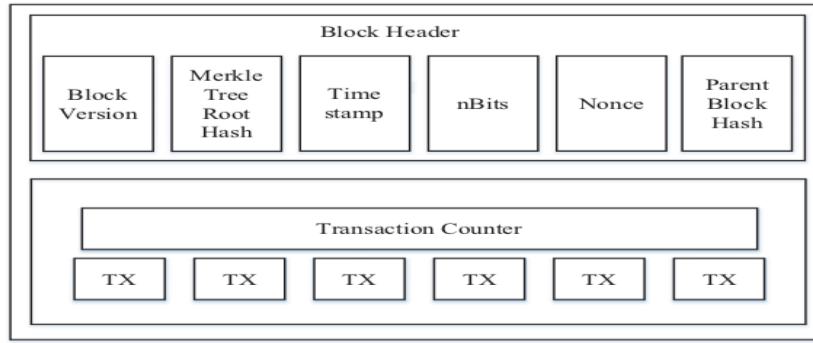 Block Header
Block
Version
Merkle
Tree
Root
Hash
Time
stamp
nBits
Nonce
Parent
Block
Hash
Transaction Counter
TX
TX
TX
TX
TX
TX